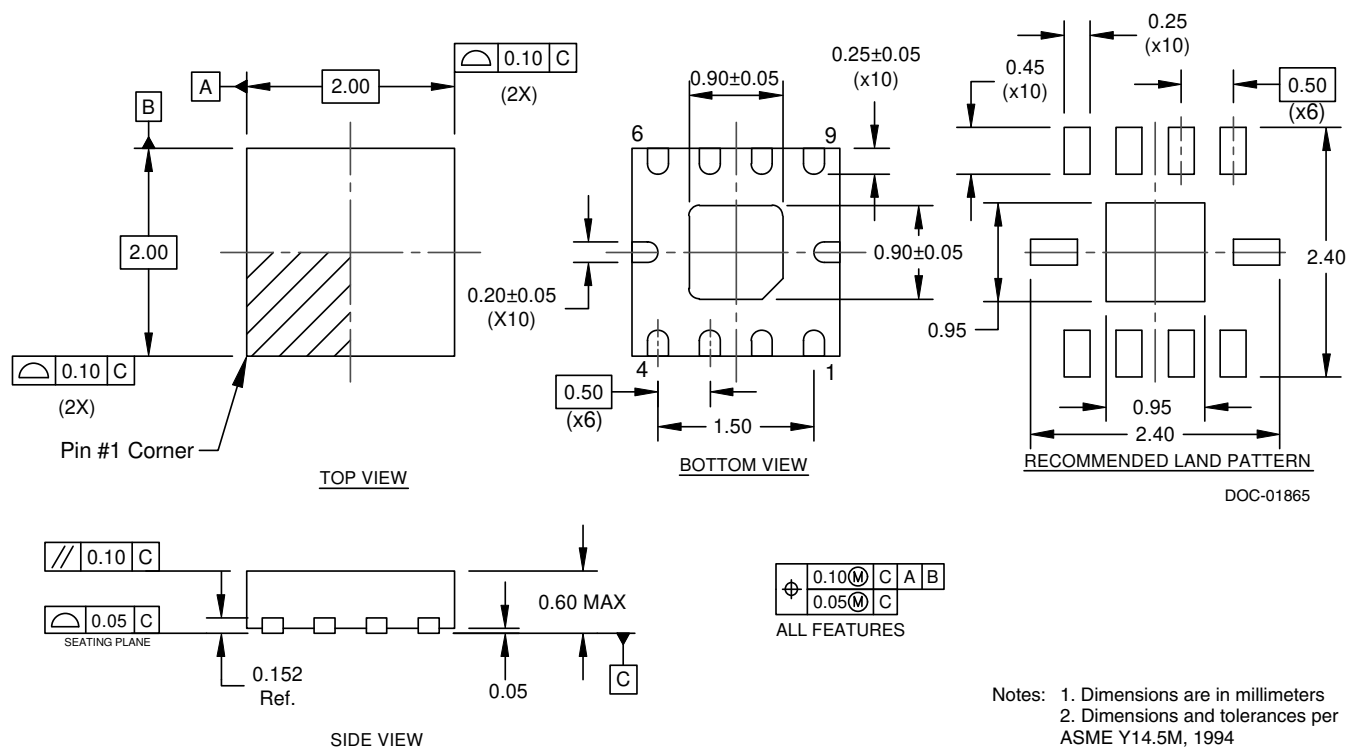 A
2.00
⌓ 0.10 C
(2X)
B
2.00
⌓ 0.10 C
(2X)
Pin #1 Corner
TOP VIEW
0.90±0.05
0.25±0.05
(x10)
6
9
0.90±0.05
0.20±0.05
(X10)
4
1
0.50
(x6)
1.50
BOTTOM VIEW
0.25
(x10)
0.45
(x10)
0.50
(x6)
2.40
0.95
0.95
2.40
RECOMMENDED LAND PATTERN
DOC-01865
// 0.10 C
⌓ 0.05 C
SEATING PLANE
0.60 MAX
0.152
Ref.
0.05
C
SIDE VIEW
⌖ 0.10Ⓜ C A B
0.05Ⓜ C
ALL FEATURES
Notes: 1. Dimensions are in millimeters
2. Dimensions and tolerances per
ASME Y14.5M, 1994